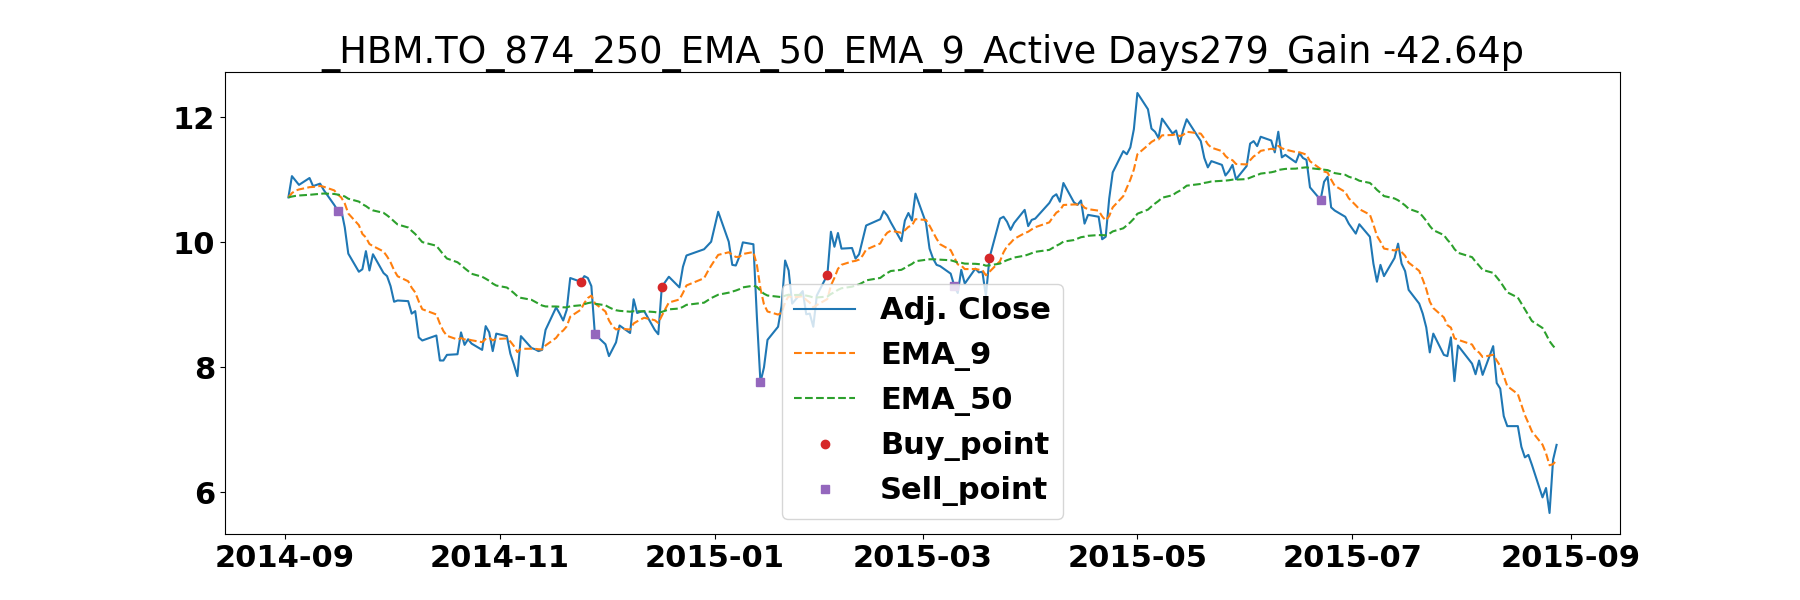 _HBM.TO_874_250_EMA_50_EMA_9_Active Days279_Gain -42.64p
12
10
8
6
Adj. Close
EMA_9
EMA_50
Buy_point
Sell_point
2014-09 2014-11 2015-01 2015-03 2015-05 2015-07 2015-09